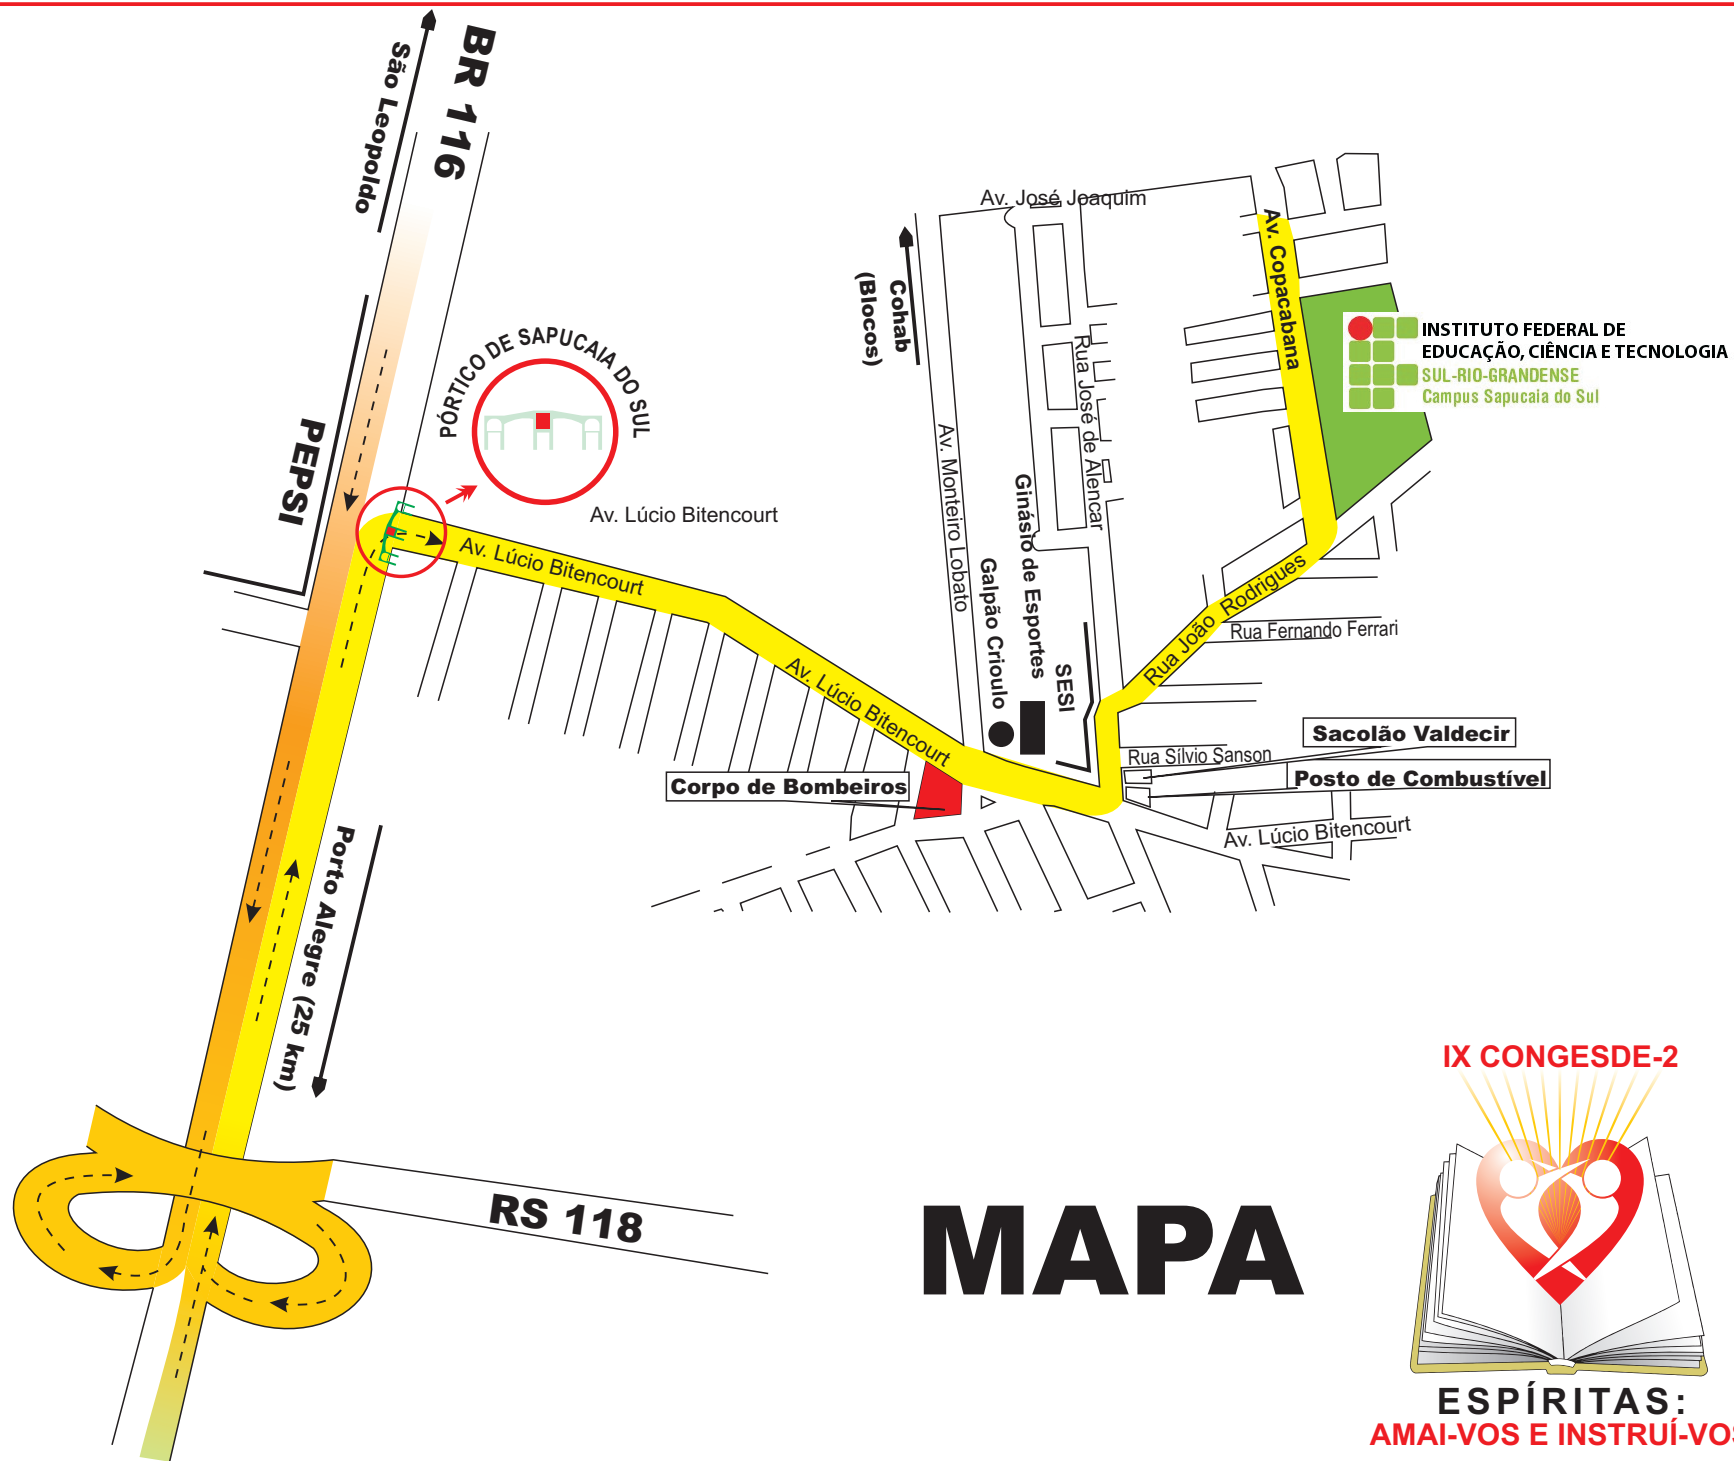 São Leopoldo
BR 116
PEPSI
PÓRTICO DE SAPUCAIA DO SUL
Av. Lúcio Bitencourt
Av. Lúcio Bitencourt
Av. Lúcio Bitencourt
Cohab
(Blocos)
Av. José Joaquim
Av. Monteiro Lobato
Galpão Crioulo
Ginásio de Esportes
SESI
Rua José de Alencar
Av. Copacabana
INSTITUTO FEDERAL DE
EDUCAÇÃO, CIÊNCIA E TECNOLOGIA
SUL-RIO-GRANDENSE
Campus Sapucaia do Sul
Rua João Rodrigues
Rua Fernando Ferrari
Sacolão Valdecir
Rua Sílvio Sanson
Posto de Combustível
Corpo de Bombeiros
Av. Lúcio Bitencourt
Porto Alegre (25 km)
RS 118
MAPA
IX CONGESDE-2
ESPÍRITAS:
AMAI-VOS E INSTRUÍ-VOS